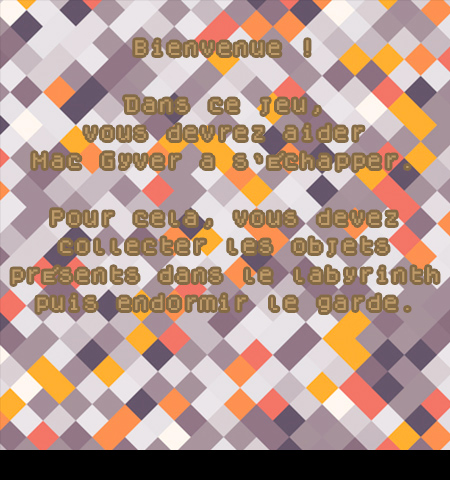 Bienvenue !
Dans ce jeu,
vous devrez aider
Mac Gyver a s'échapper.
Pour cela, vous devez
collecter les objets
présents dans le labyrinth
puis endormir le garde.